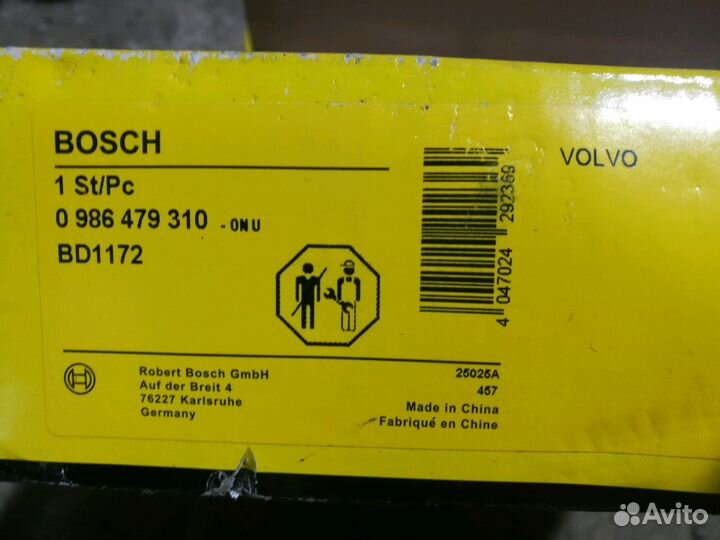 BOSCH
1 St/Pc
0 986 479 310 -ONU
BD1172
4 047024 292369
VOLVO
Robert Bosch GmbH
Auf der Breit 4
76227 Karlsruhe
Germany
25025A
457
Made in China
Fabriqué en Chine
Avito